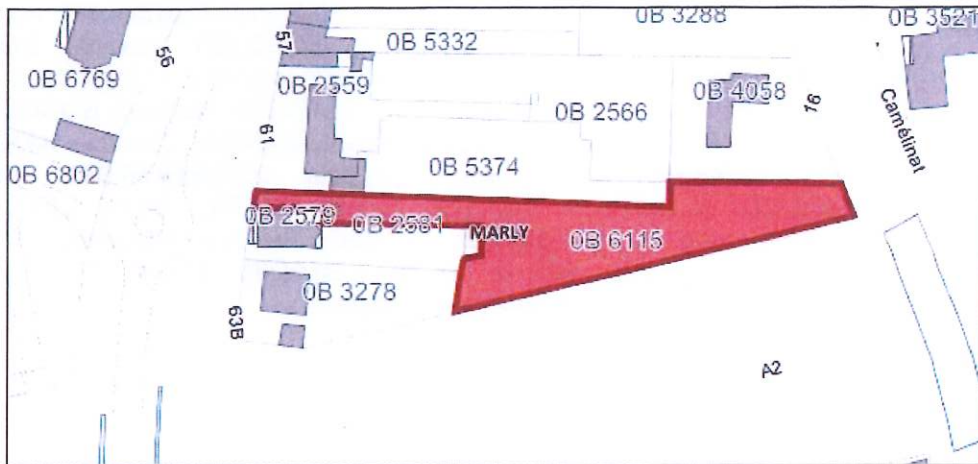 0B 3288
0B 3521
0B 6769
56
57
0B 5332
0B 2559
0B 2566
0B 4058
16
Camélinat
61
0B 6802
0B 5374
0B 2579
0B 2581
MARLY
0B 6115
0B 3278
63B
A2